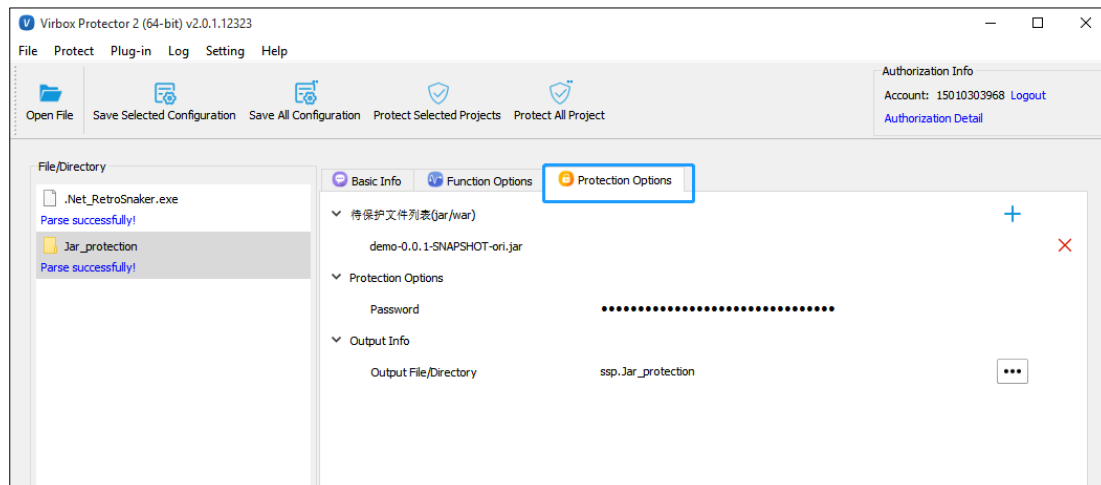 Virbox Protector 2 (64-bit) v2.0.1.12323
File Protect Plug-in Log Setting Help
Authorization Info
Account: 15010303968 Logout
Authorization Detail
Open File Save Selected Configuration Save All Configuration Protect Selected Projects Protect All Project
File/Directory
.Net_RetroSnaker.exe
Parse successfully!
Jar_protection
Parse successfully!
Basic Info Function Options Protection Options
待保护文件列表(jar/war)
demo-0.0.1-SNAPSHOT-ori.jar
Protection Options
Password ••••••••••••••••••••••••••••••••
Output Info
Output File/Directory ssp.Jar_protection